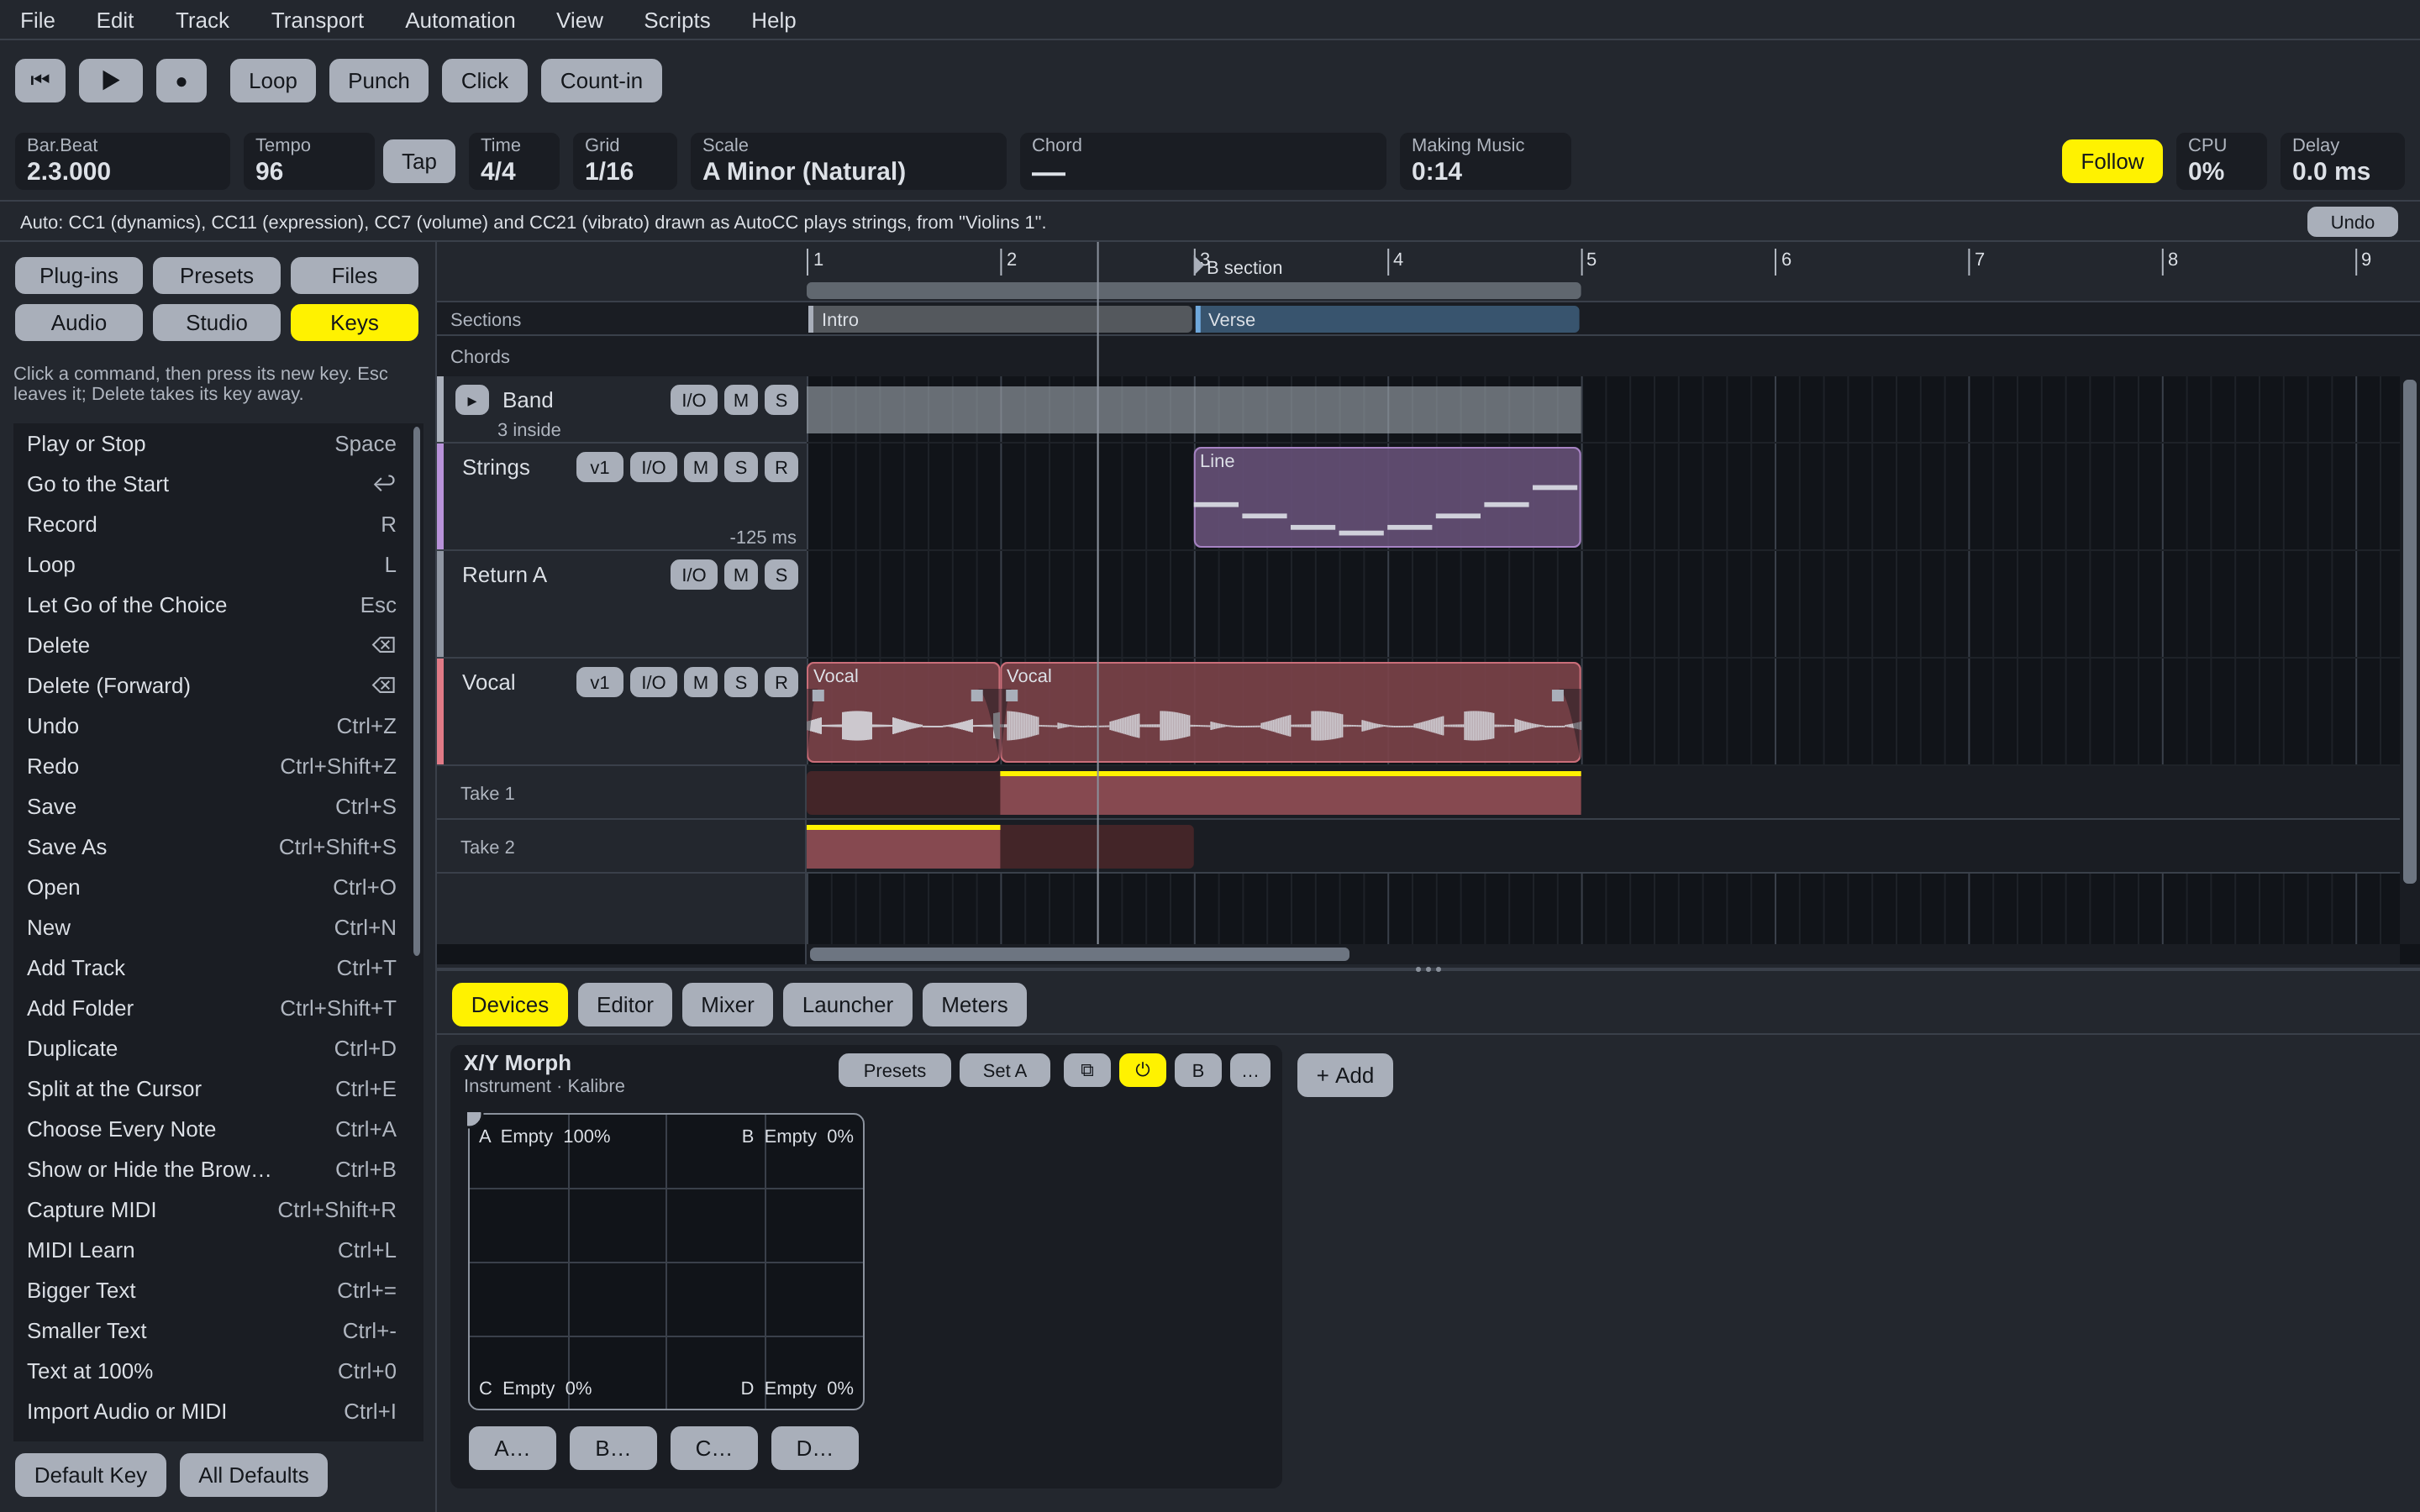 File Edit Track Transport Automation View Scripts Help
Loop Punch Click Count-in
Bar.Beat Tempo Time Grid Scale Chord Making Music CPU Delay
2.3.000 96 Tap 4/4 1/16 A Minor (Natural) — 0:14 Follow 0% 0.0 ms
Auto: CC1 (dynamics), CC11 (expression), CC7 (volume) and CC21 (vibrato) drawn as AutoCC plays strings, from "Violins 1". Undo
Plug-ins Presets Files
Audio Studio Keys
Click a command, then press its new key. Esc
leaves it; Delete takes its key away.
Play or Stop Space
Go to the Start ↩
Record R
Loop L
Let Go of the Choice Esc
Delete ⌫
Delete (Forward) ⌫
Undo Ctrl+Z
Redo Ctrl+Shift+Z
Save Ctrl+S
Save As Ctrl+Shift+S
Open Ctrl+O
New Ctrl+N
Add Track Ctrl+T
Add Folder Ctrl+Shift+T
Duplicate Ctrl+D
Split at the Cursor Ctrl+E
Choose Every Note Ctrl+A
Show or Hide the Brow… Ctrl+B
Capture MIDI Ctrl+Shift+R
MIDI Learn Ctrl+L
Bigger Text Ctrl+=
Smaller Text Ctrl+-
Text at 100% Ctrl+0
Import Audio or MIDI Ctrl+I
Default Key All Defaults
1 2 3 4 5 6 7 8 9
B section
Sections Intro Verse
Chords
Band I/O M S
3 inside
Strings v1 I/O M S R
-125 ms
Line
Return A I/O M S
Vocal v1 I/O M S R
Vocal Vocal
Take 1
Take 2
Devices Editor Mixer Launcher Meters
X/Y Morph
Instrument · Kalibre
Presets Set A B …
+ Add
A Empty 100% B Empty 0%
C Empty 0% D Empty 0%
A… B… C… D…